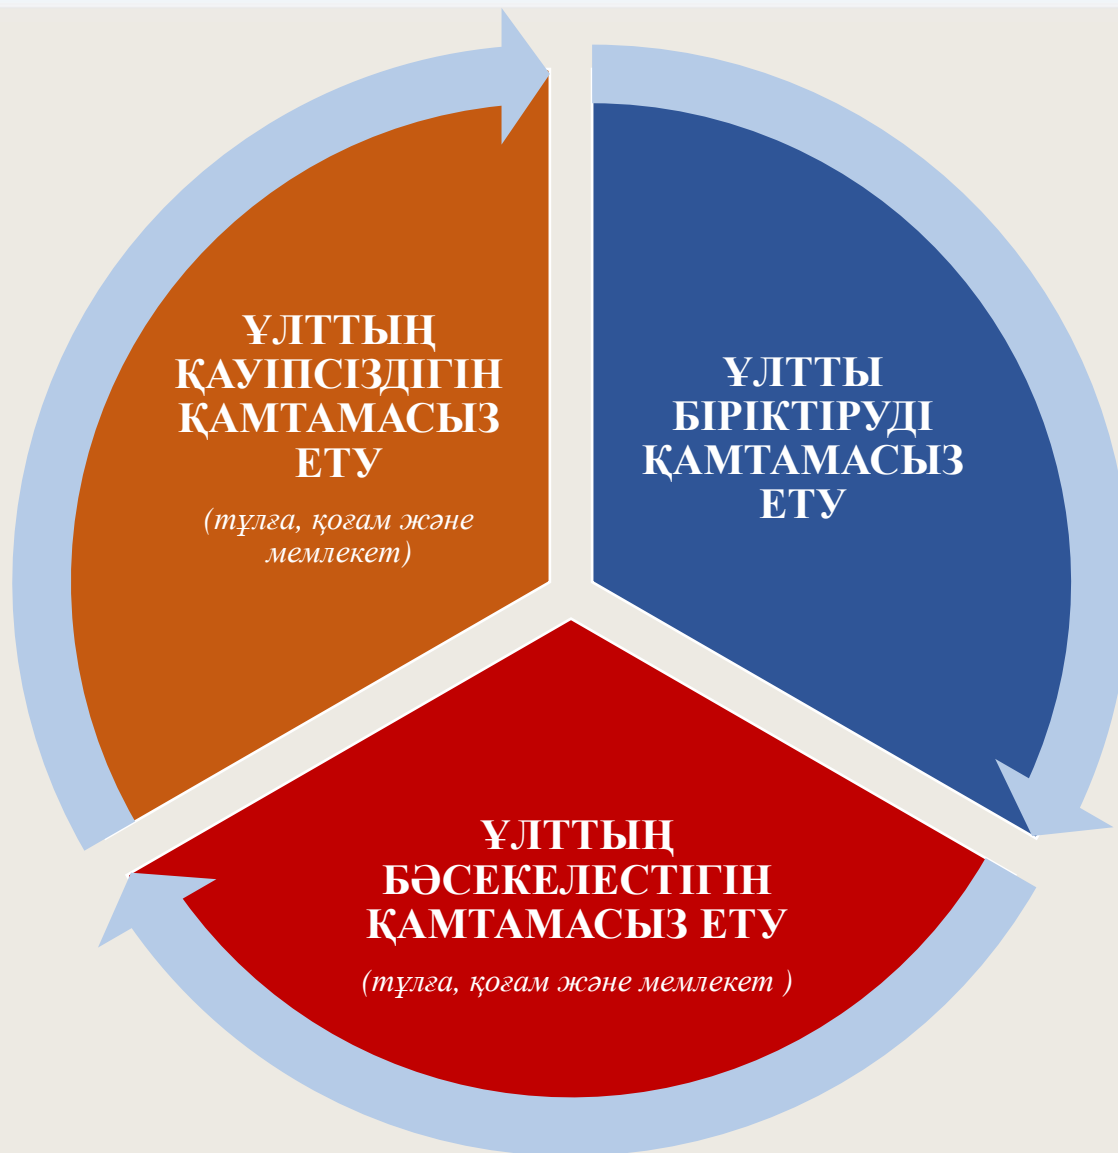 ҰЛТТЫҢ
ҚАУІПСІЗДІГІН
ҚАМТАМАСЫЗ
ЕТУ
(тұлға, қоғам және
мемлекет)
ҰЛТТЫ
БІРІКТІРУДІ
ҚАМТАМАСЫЗ
ЕТУ
ҰЛТТЫҢ
БӘСЕКЕЛЕСТІГІН
ҚАМТАМАСЫЗ ЕТУ
(тұлға, қоғам және мемлекет )